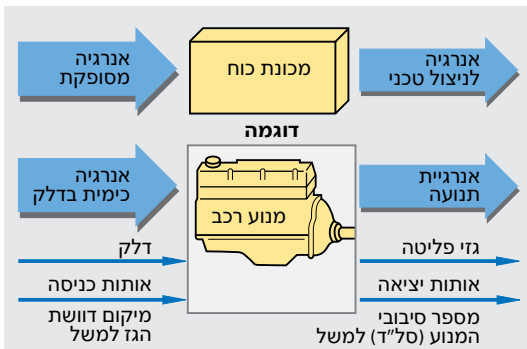 אנרגיה
מסופקת
מכונת כוח
אנרגיה
לניצול טכני
דוגמה
אנרגיה
כימית בדלק
מנוע רכב
אנרגיית
תנועה
דלק
גזי פליטה
אותות כניסה
אותות יציאה
מיקום דוושת
הגז למשל
מספר סיבובי
המנוע (סל״ד) למשל